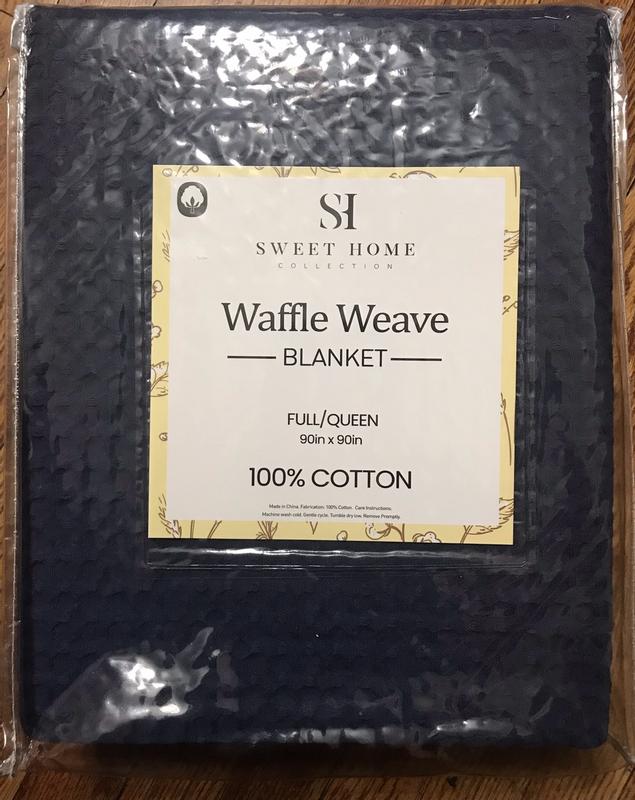 SH
SWEET HOME
COLLECTION
Waffle Weave
BLANKET
FULL/QUEEN
90in x 90in
100% COTTON
Made in China. Fabrication: 100% Cotton. Care Instructions:
Machine wash cold. Gentle cycle. Tumble dry low. Remove Promptly.